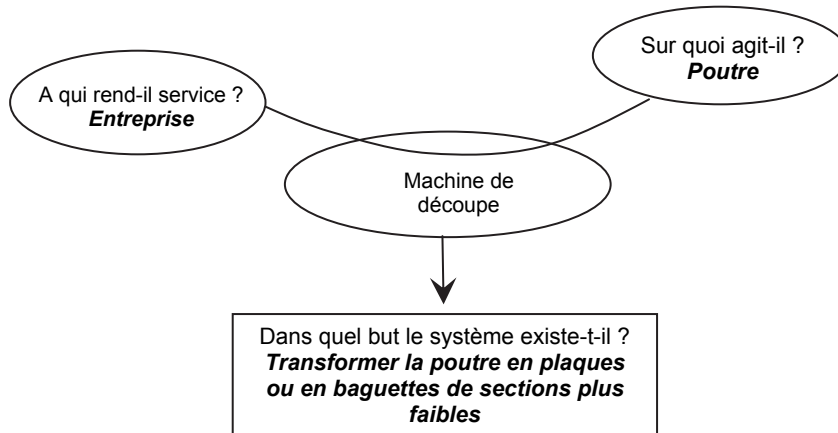 Sur quoi agit-il ?
Poutre
A qui rend-il service ?
Entreprise
Machine de
découpe
Dans quel but le système existe-t-il ?
Transformer la poutre en plaques
ou en baguettes de sections plus
faibles